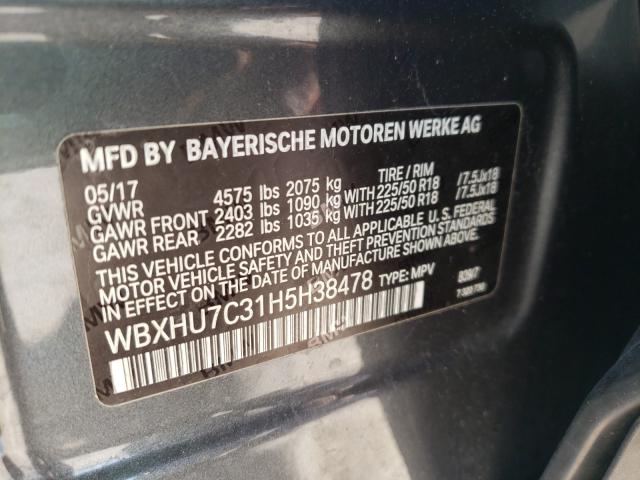 MFD BY BAYERISCHE MOTOREN WERKE AG
05/17 TIRE / RIM
GVWR 4575 lbs 2075 kg
GAWR FRONT 2403 lbs 1090 kg WITH 225/50 R18 /7.5Jx18
GAWR REAR 2282 lbs 1035 kg WITH 225/50 R18 /7.5Jx18
THIS VEHICLE CONFORMS TO ALL APPLICABLE U.S. FEDERAL
MOTOR VEHICLE SAFETY AND THEFT PREVENTION STANDARDS
IN EFFECT ON THE DATE OF MANUFACTURE SHOWN ABOVE.
WBXHU7C31H5H38478 TYPE: MPV